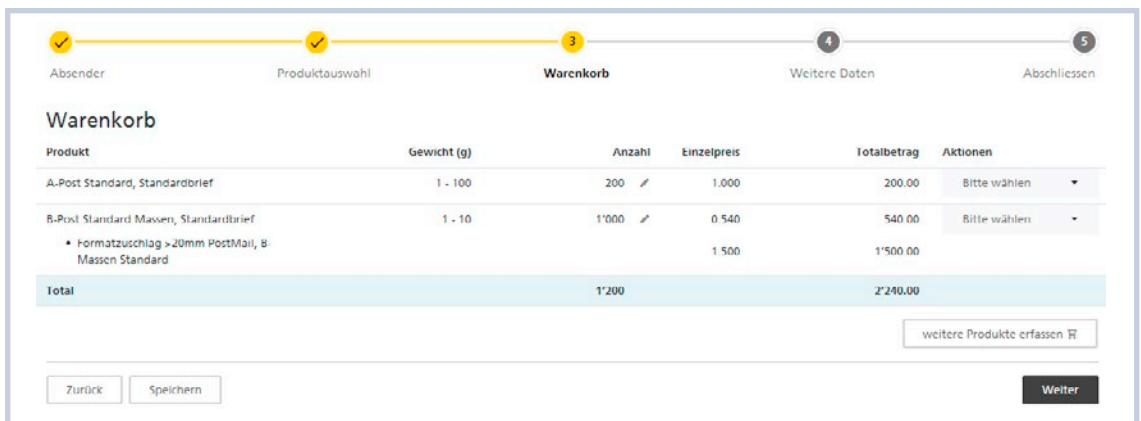 3 4 5
Absender Produktauswahl Warenkorb Weitere Daten Abschliessen
Warenkorb
Produkt Gewicht (g) Anzahl Einzelpreis Totalbetrag Aktionen
A-Post Standard, Standardbrief 1 - 100 200 1.000 200.00 Bitte wählen
B-Post Standard Massen, Standardbrief 1 - 10 1'000 0.540 540.00 Bitte wählen
• Formatzuschlag >20mm PostMail, B- 1.500 1'500.00
Massen Standard
Total 1'200 2'240.00
weitere Produkte erfassen
Zurück Speichern Weiter